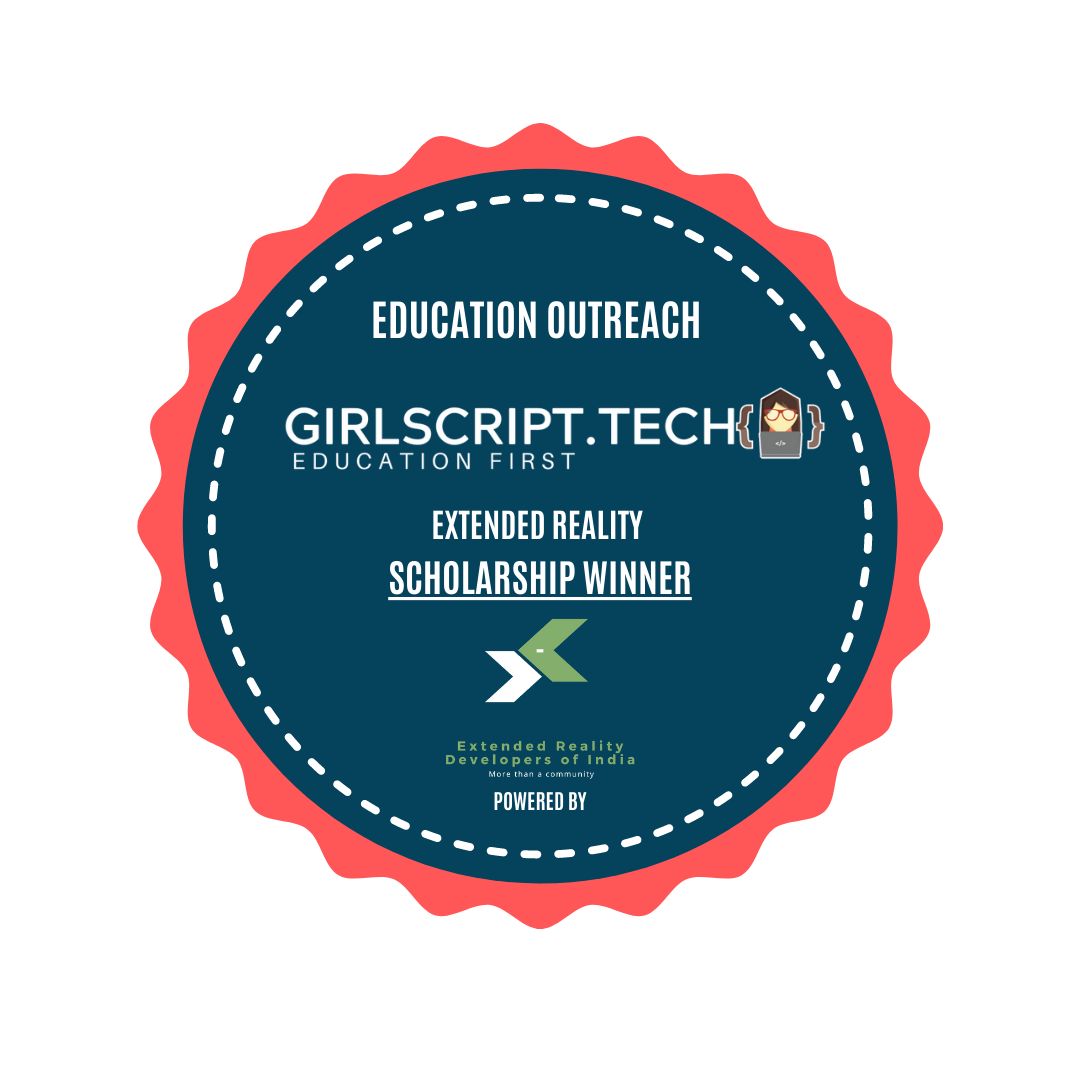 EDUCATION OUTREACH
GIRLSCRIPT.TECH
EDUCATION FIRST
</>
EXTENDED REALITY
SCHOLARSHIP WINNER
Extended Reality
Developers of India
More than a community
POWERED BY